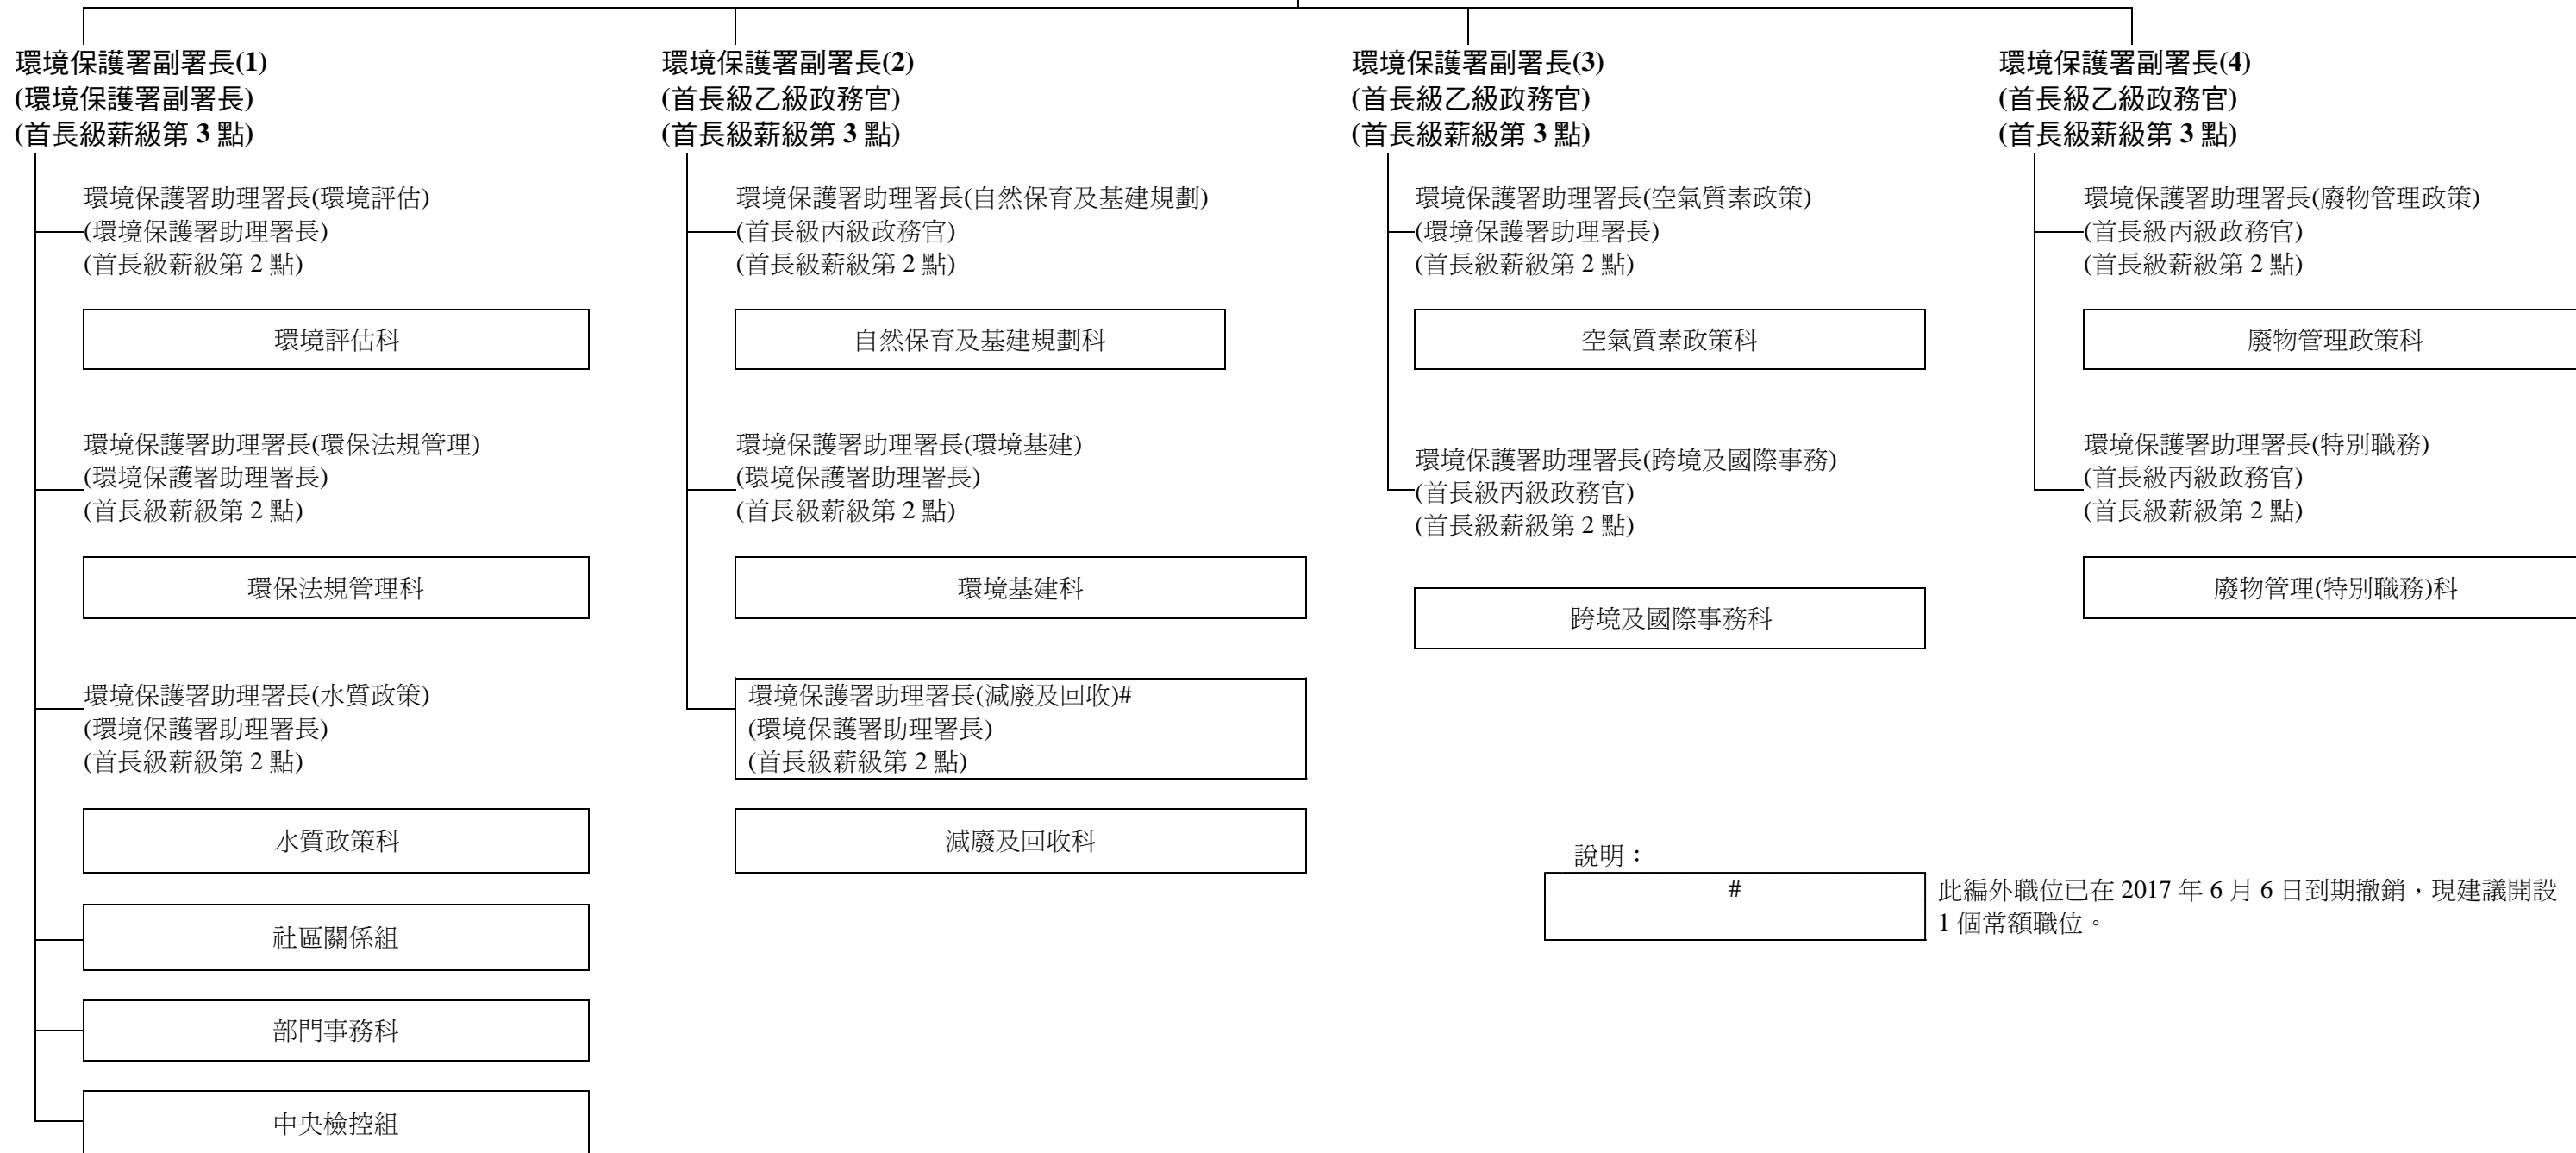 環境保護署副署長(1)
(環境保護署副署長)
(首長級薪級第 3 點)
環境保護署助理署長(環境評估)
(環境保護署助理署長)
(首長級薪級第 2 點)
環境評估科
環境保護署助理署長(環保法規管理)
(環境保護署助理署長)
(首長級薪級第 2 點)
環保法規管理科
環境保護署助理署長(水質政策)
(環境保護署助理署長)
(首長級薪級第 2 點)
水質政策科
社區關係組
部門事務科
中央檢控組
環境保護署副署長(2)
(首長級乙級政務官)
(首長級薪級第 3 點)
環境保護署助理署長(自然保育及基建規劃)
(首長級丙級政務官)
(首長級薪級第 2 點)
自然保育及基建規劃科
環境保護署助理署長(環境基建)
(環境保護署助理署長)
(首長級薪級第 2 點)
環境基建科
環境保護署助理署長(減廢及回收)#
(環境保護署助理署長)
(首長級薪級第 2 點)
減廢及回收科
環境保護署副署長(3)
(首長級乙級政務官)
(首長級薪級第 3 點)
環境保護署助理署長(空氣質素政策)
(環境保護署助理署長)
(首長級薪級第 2 點)
空氣質素政策科
環境保護署助理署長(跨境及國際事務)
(首長級丙級政務官)
(首長級薪級第 2 點)
跨境及國際事務科
環境保護署副署長(4)
(首長級乙級政務官)
(首長級薪級第 3 點)
環境保護署助理署長(廢物管理政策)
(首長級丙級政務官)
(首長級薪級第 2 點)
廢物管理政策科
環境保護署助理署長(特別職務)
(首長級丙級政務官)
(首長級薪級第 2 點)
廢物管理(特別職務)科
說明：
#
此編外職位已在 2017 年 6 月 6 日到期撤銷，現建議開設
1 個常額職位。